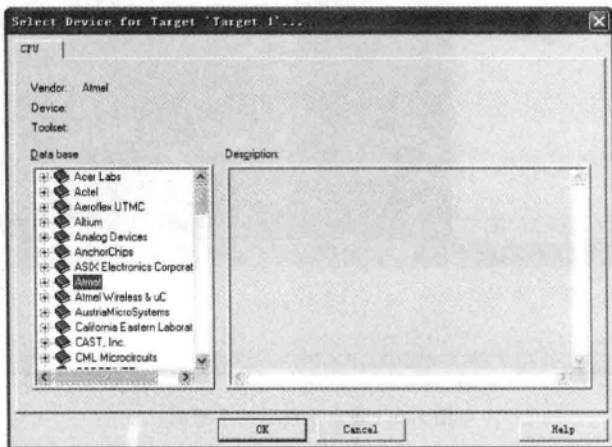 Select Device for Target 'Target 1'...
CPU
Vendor: Atmel
Device:
Toolset:
Data base
Description:
Acer Labs
Actel
Aeroflex UTMC
Altium
Analog Devices
AnchorChips
ASIX Electronics Corporat
Atmel
Atmel Wireless & uC
AustriaMicroSystems
California Eastern Laborat
CAST, Inc.
CML Microcircuits
OK
Cancel
Help